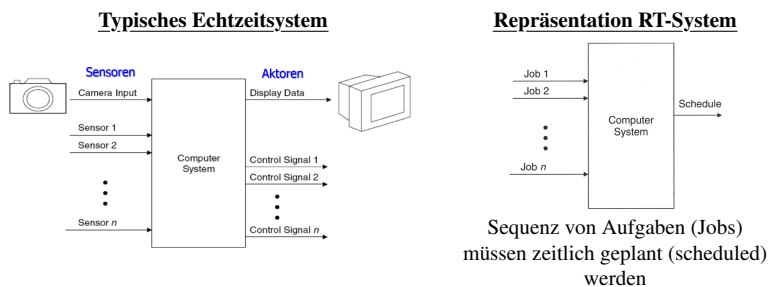 Typisches Echtzeitsystem
Sensoren
Aktoren
Camera Input
Display Data
Sensor 1
Sensor 2
Computer
System
Control Signal 1
Control Signal 2
Sensor n
Control Signal n
Repräsentation RT-System
Job 1
Job 2
Schedule
Computer
System
Job n
Sequenz von Aufgaben (Jobs)
müssen zeitlich geplant (scheduled)
werden